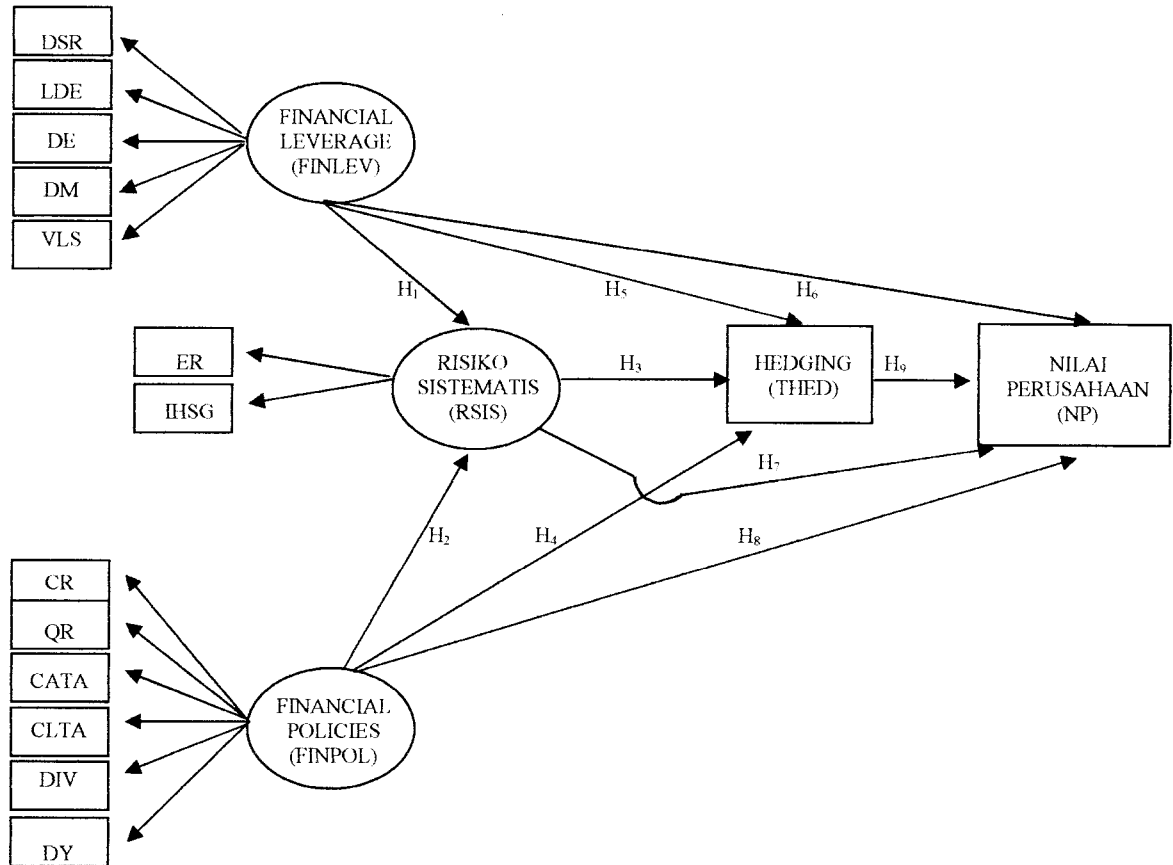 DSR
LDE
DE
DM
VLS
FINANCIAL
LEVERAGE
(FINLEV)
H₁
H₅
H₆
ER
IHSG
RISIKO
SISTEMATIS
(RSIS)
H₃
HEDGING
(THED)
H₉
NILAI
PERUSAHAAN
(NP)
H₇
H₂
H₄
H₈
CR
QR
CATA
CLTA
DIV
DY
FINANCIAL
POLICIES
(FINPOL)